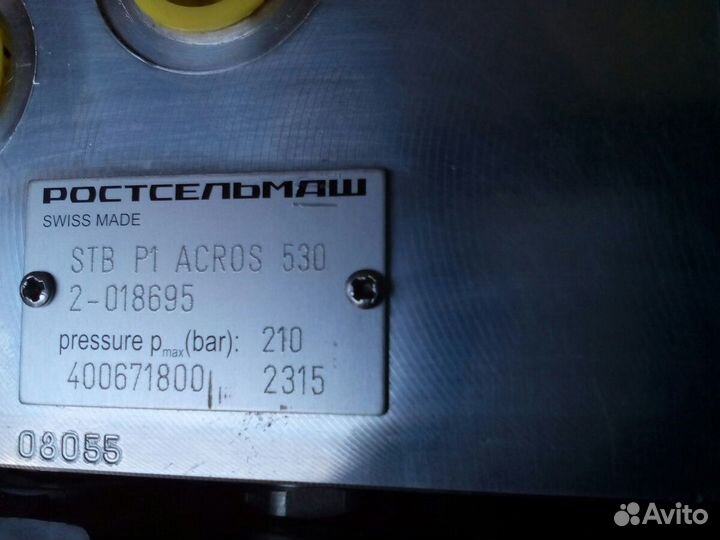 РОСТСЕЛЬМАШ
SWISS MADE
STB P1 ACROS 530
2-018695
pressure pmax(bar): 210
400671800 2315
08055
Avito